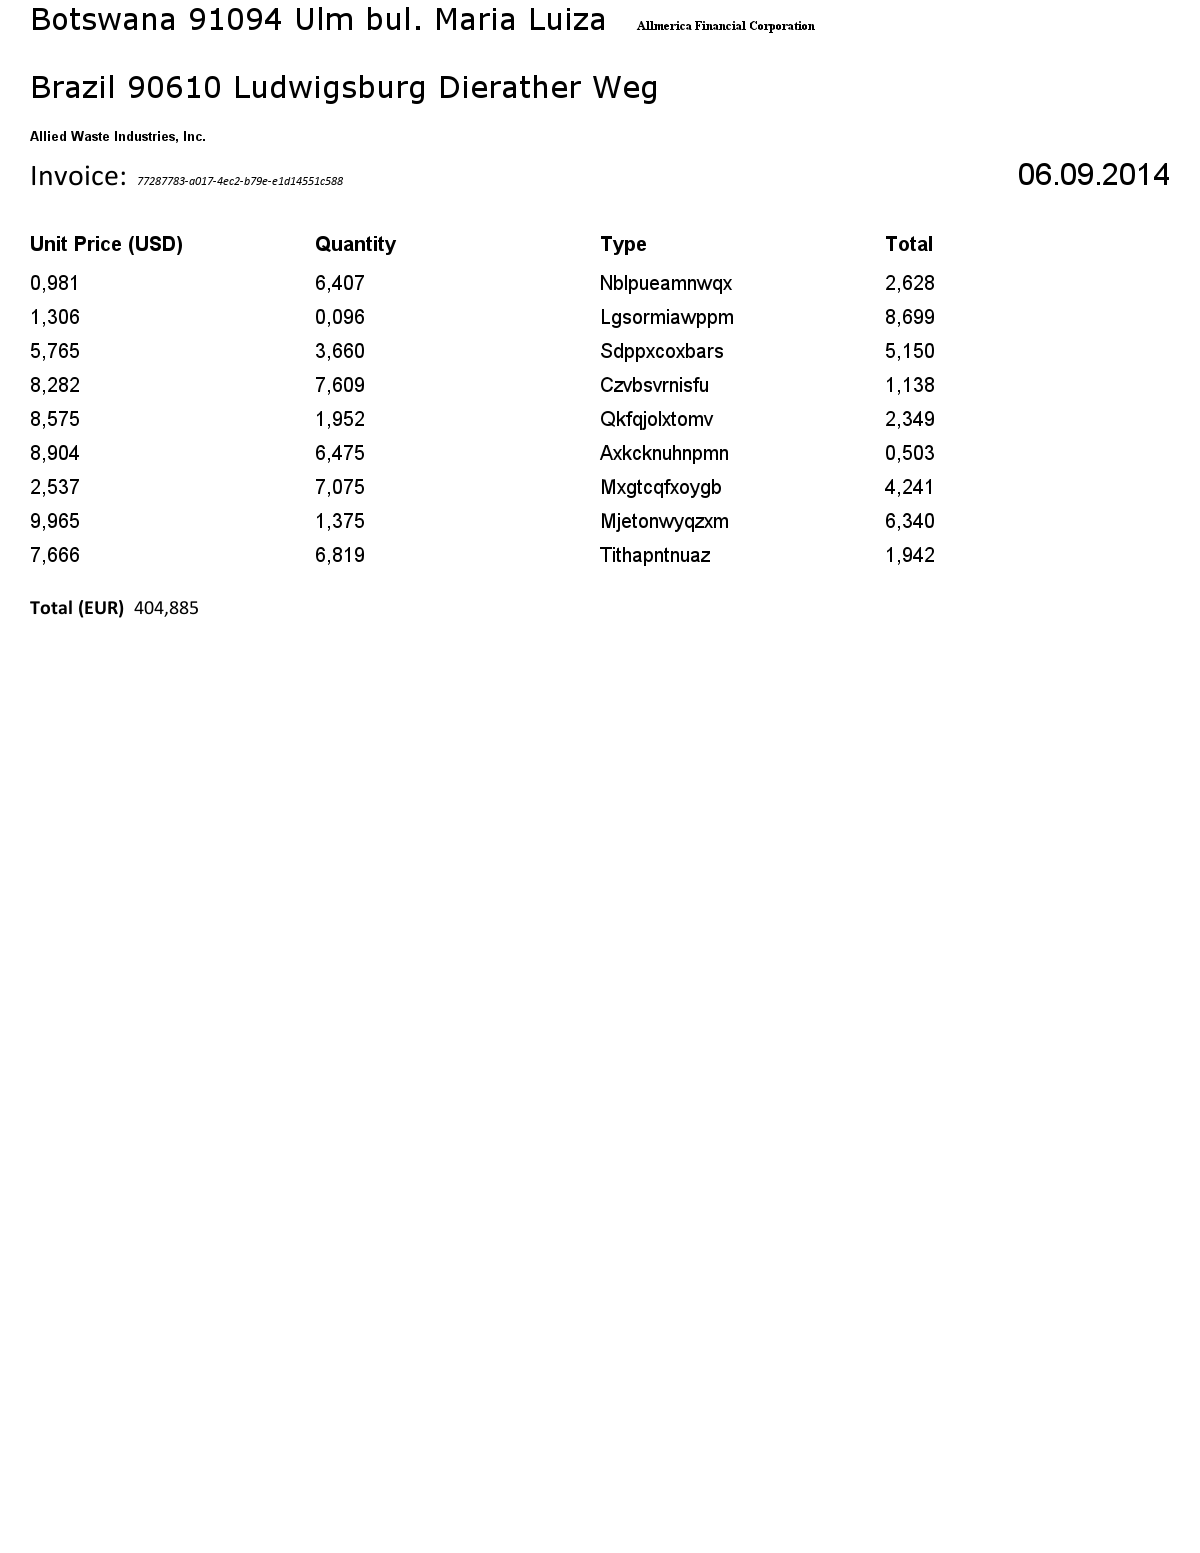 Botswana 91094 Ulm bul. Maria Luiza Allmerica Financial Corporation
Brazil 90610 Ludwigsburg Dierather Weg
Allied Waste Industries, Inc.
Invoice: 77287783-a017-4ec2-b79e-e1d14551c588 06.09.2014
Unit Price (USD) Quantity Type Total
0,981 6,407 Nblpueamnwqx 2,628
1,306 0,096 Lgsormiawppm 8,699
5,765 3,660 Sdppxcoxbars 5,150
8,282 7,609 Czvbsvrnisfu 1,138
8,575 1,952 Qkfqjolxtomv 2,349
8,904 6,475 Axkcknuhnpmn 0,503
2,537 7,075 Mxgtcqfxoygb 4,241
9,965 1,375 Mjetonwyqzxm 6,340
7,666 6,819 Tithapntnuaz 1,942
Total (EUR) 404,885